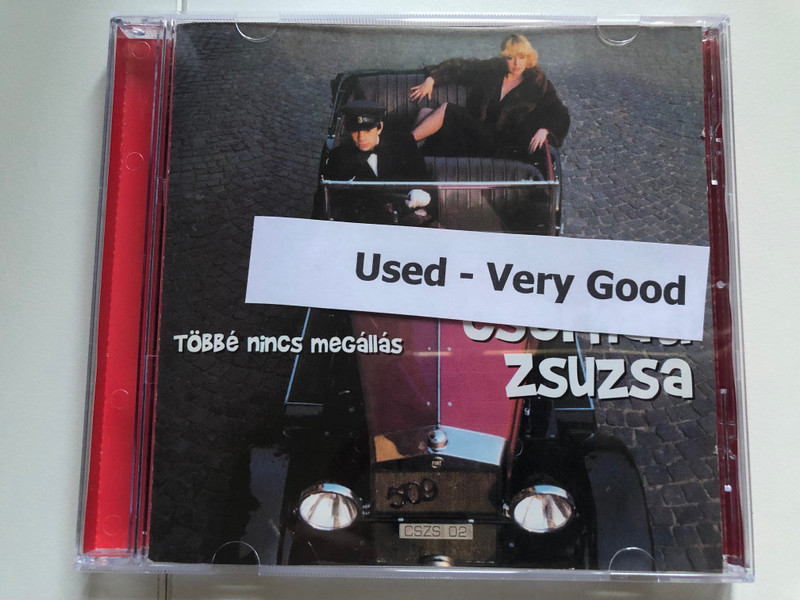 Used - Very Good
Többé nincs megállás
zsuzsa
509
CSZS 02